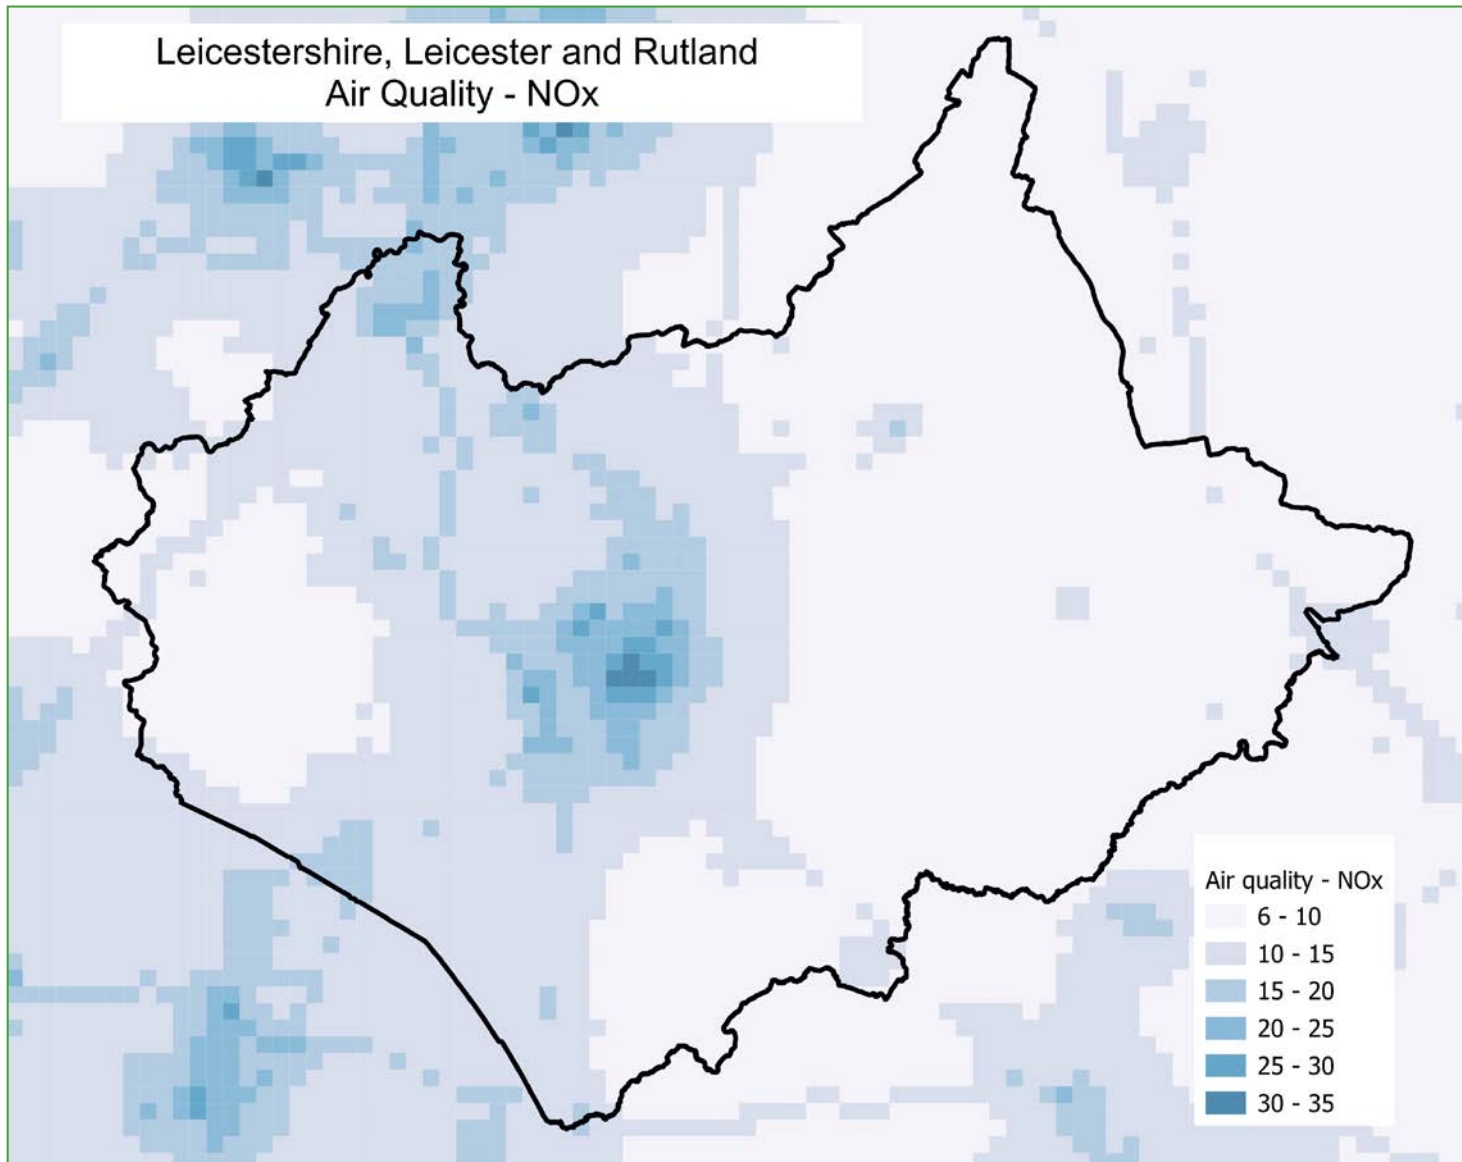 Leicestershire, Leicester and Rutland
Air Quality - NOx
Air quality - NOx
6 - 10
10 - 15
15 - 20
20 - 25
25 - 30
30 - 35